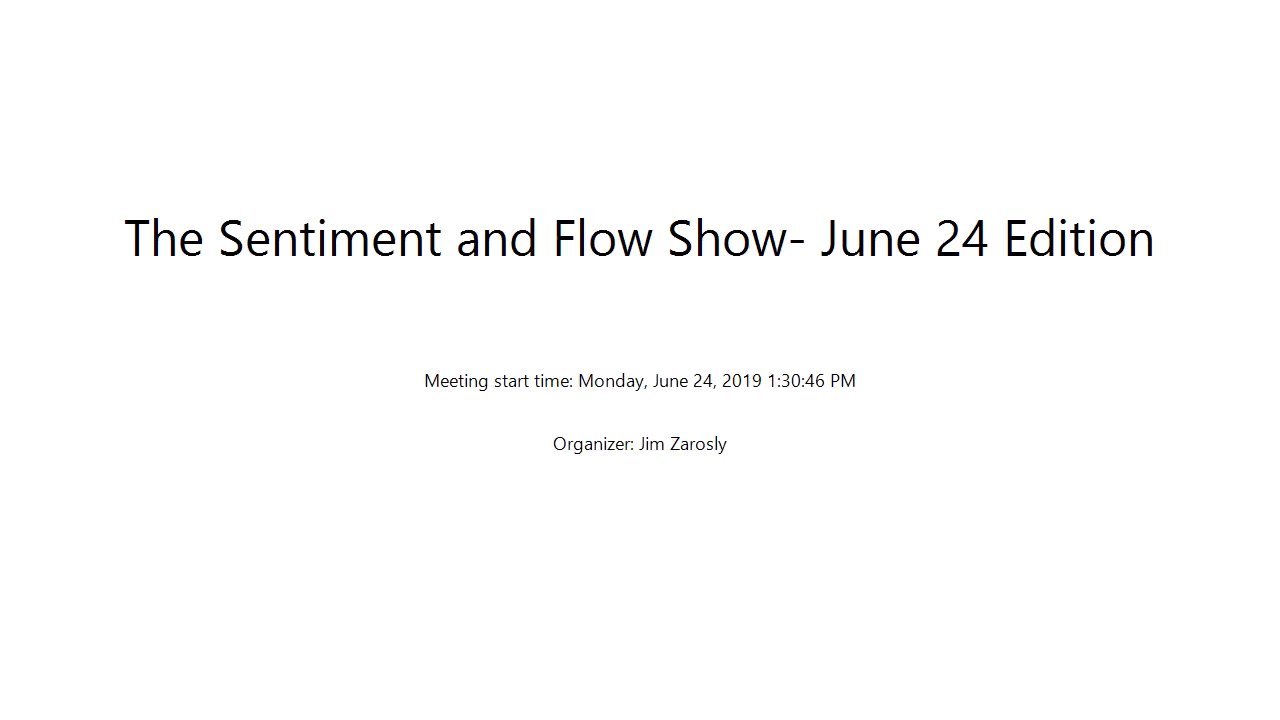 The Sentiment and Flow Show- June 24 Edition
Meeting start time: Monday, June 24, 2019 1:30:46 PM
Organizer: Jim Zarosly